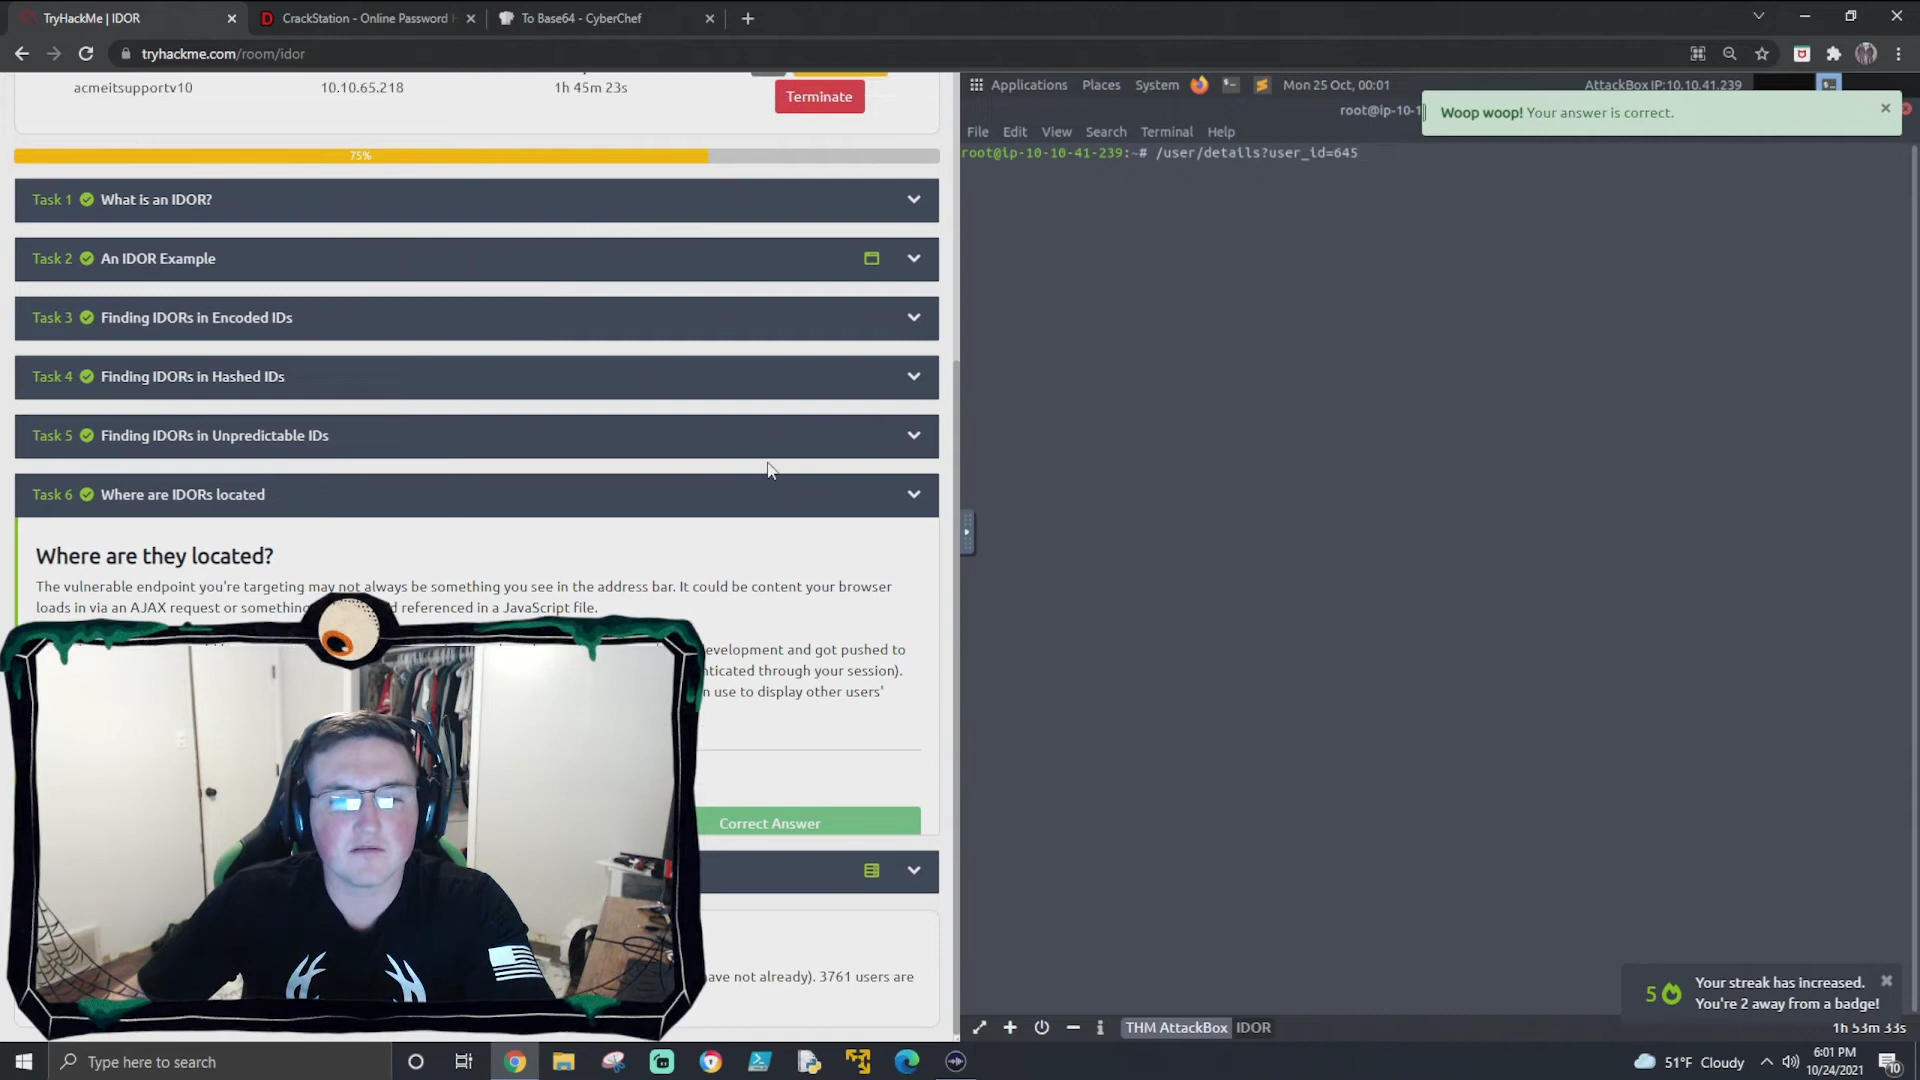 TryHackMe | IDOR
CrackStation - Online Password H
To Base64 - CyberChef
tryhackme.com/room/idor
acmeitsupportv10
10.10.65.218
1h 45m 23s
Terminate
75%
Task 1 What is an IDOR?
Task 2 An IDOR Example
Task 3 Finding IDORs in Encoded IDs
Task 4 Finding IDORs in Hashed IDs
Task 5 Finding IDORs in Unpredictable IDs
Task 6 Where are IDORs located
Where are they located?
The vulnerable endpoint you're targeting may not always be something you see in the address bar. It could be content your browser
loads in via an AJAX request or something referenced in a JavaScript file.
evelopment and got pushed to
nticated through your session).
n use to display other users'
Correct Answer
ave not already). 3761 users are
Applications Places System
Mon 25 Oct, 00:01
AttackBox IP:10.10.41.239
root@ip-10-1
Woop woop! Your answer is correct.
File Edit View Search Terminal Help
root@ip-10-10-41-239:~# /user/details?user_id=645
5
Your streak has increased.
You're 2 away from a badge!
THM AttackBox
IDOR
1h 53m 33s
Type here to search
51°F Cloudy
6:01 PM
10/24/2021
10